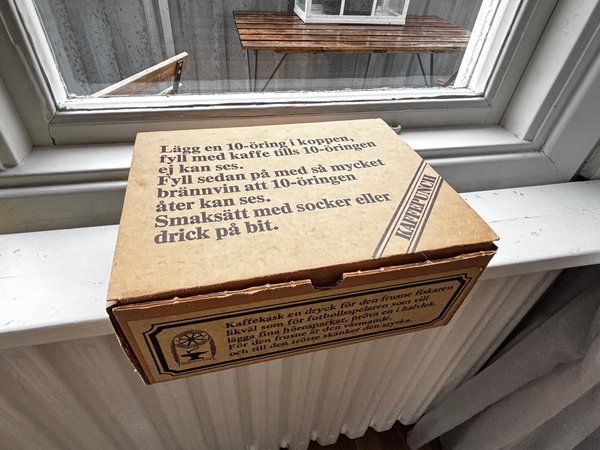 Lägg en 10-öring i koppen,
fyll med kaffe tills 10-öringen
ej kan ses.
Fyll sedan på med så mycket
brännvin att 10-öringen
åter kan ses.
Smaksätt med socker eller
drick på bit.
KAFFEPUNCH
Kaffekask en dryck för den frusne fiskaren
likväl som för fotbollsspelaren som vill
lägga fina hörnsparkar, pröva en i halvlek.
För den frusne är den värmande,
och till den trötte skänker den styrka.